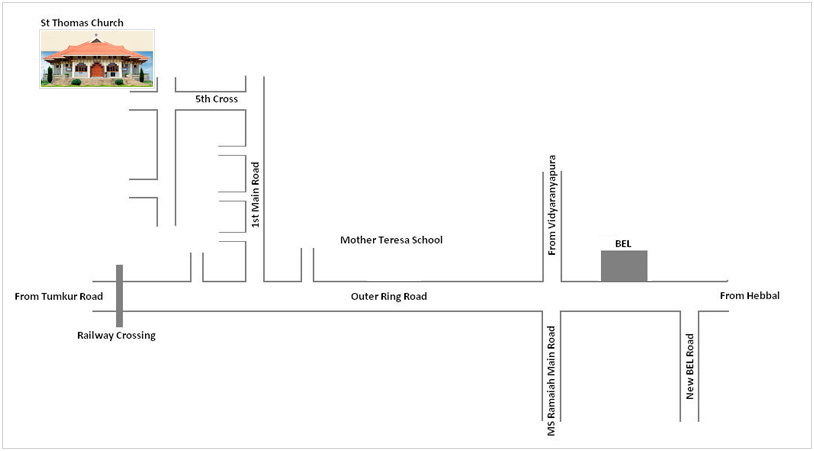 St Thomas Church
5th Cross
1st Main Road
From Vidyaranyapura
Mother Teresa School
BEL
From Tumkur Road
Outer Ring Road
From Hebbal
Railway Crossing
MS Ramaiah Main Road
New BEL Road